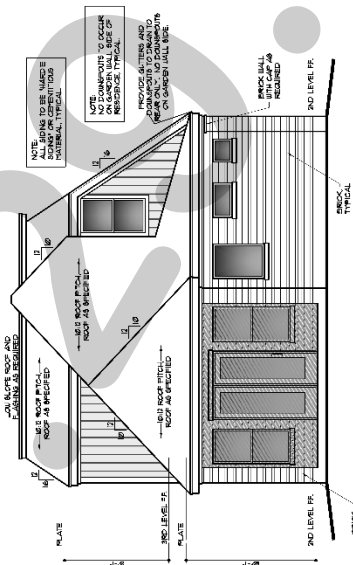 NOTE:
ALL SIDING TO BE 'HARDIE
SIDING' OR CEMENTITIOUS
MATERIAL, TYPICAL
NOTE:
NO DOWNSPOUTS TO OCCUR
ON GARDEN WALL SIDE OF
RESIDENCE, TYPICAL
PROVIDE GUTTERS AND
DOWNSPOUTS TO DRAIN TO
REAR ONLY, NO DOWNSPOUTS
ON GARDEN WALL SIDE.
BRICK WALL
WITH CAP AS
REQUIRED
2ND LEVEL FF.
BRICK,
TYPICAL
LOW SLOPE ROOF AND
FLASHING AS REQUIRED
16:12 ROOF PITCH,
ROOF AS SPECIFIED
12
16
10:12 ROOF PITCH,
ROOF AS SPECIFIED
12
10
12
16
12
10
12
10
10:12 ROOF PITCH,
ROOF AS SPECIFIED
PLATE
3RD LEVEL FF.
PLATE
2ND LEVEL FF.